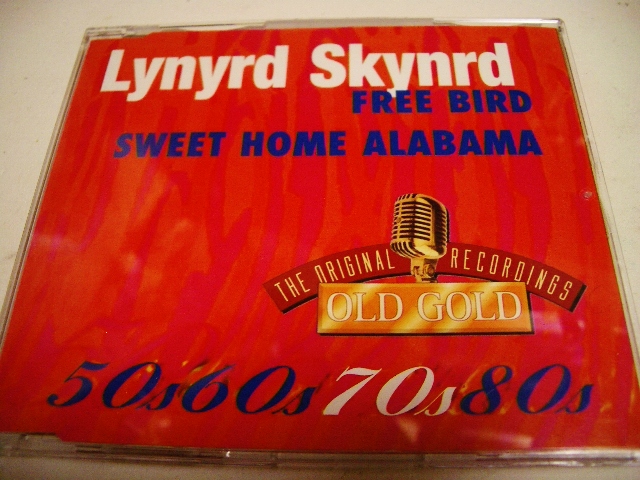 Lynyrd Skynrd
FREE BIRD
SWEET HOME ALABAMA
THE ORIGINAL RECORDINGS
OLD GOLD
50s60s70s80s